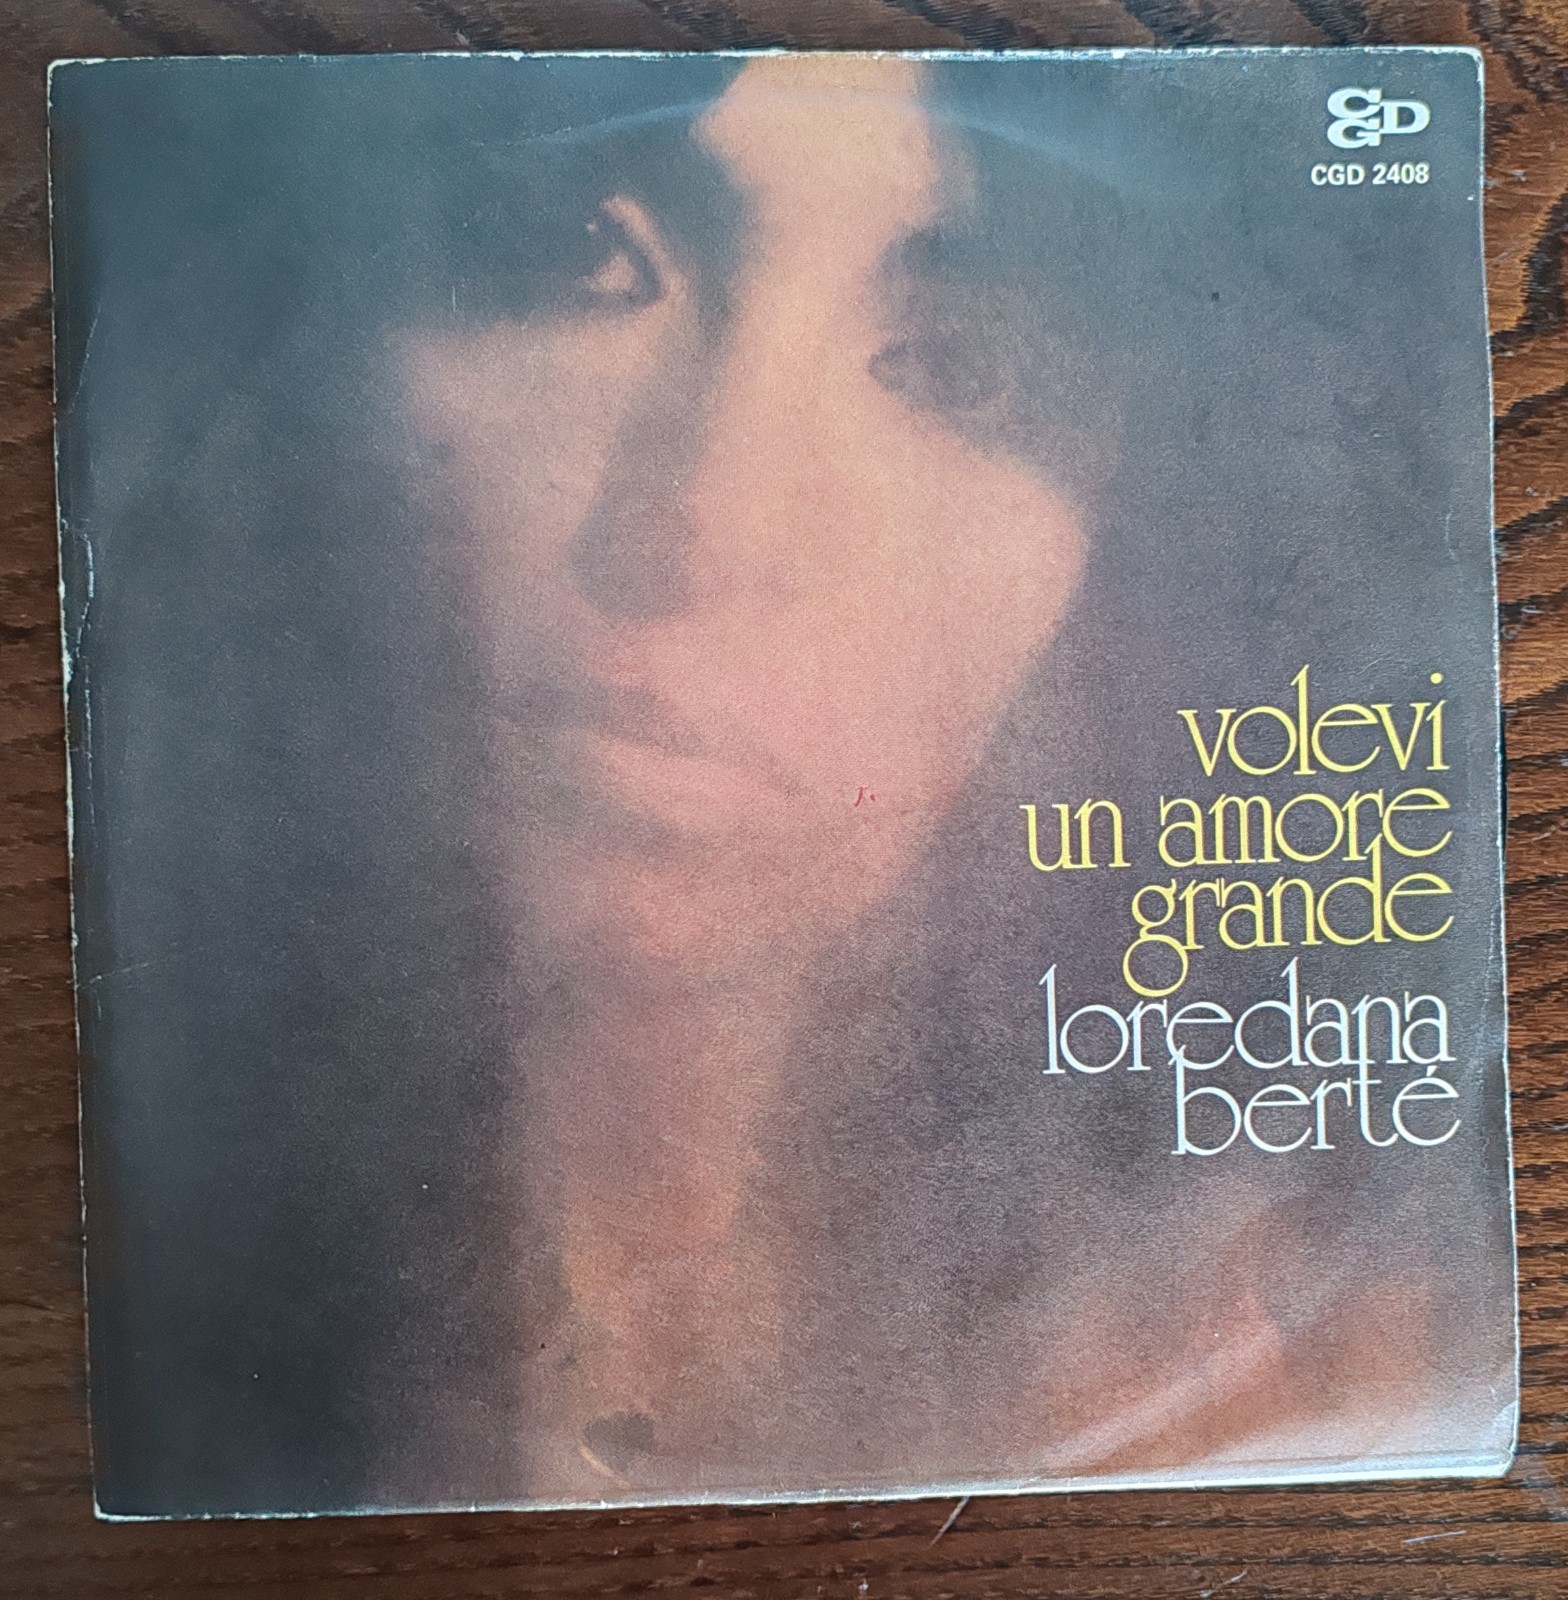 CGD
CGD 2408
volevi
un amore
grande
loredana
berté